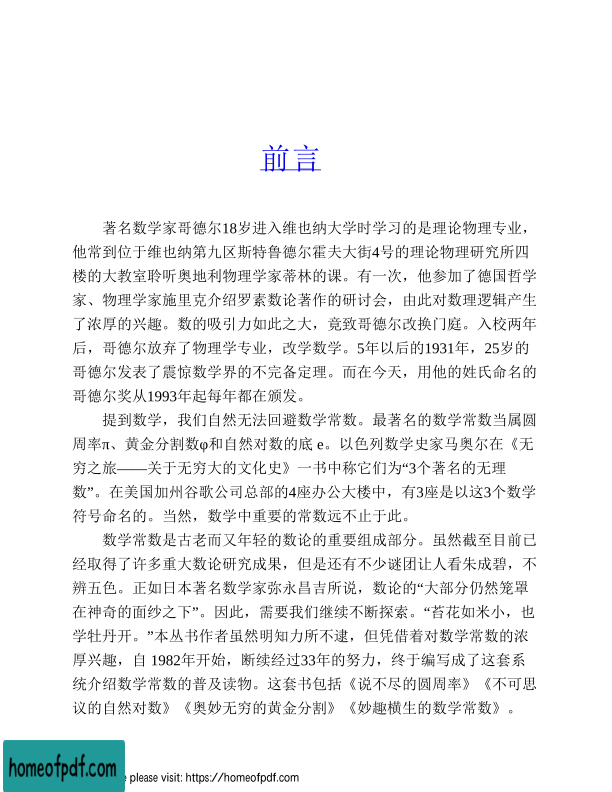 前言
著名数学家哥德尔18岁进入维也纳大学时学习的是理论物理专业，
他常到位于维也纳第九区斯特鲁德尔霍夫大街4号的理论物理研究所四
楼的大教室聆听奥地利物理学家蒂林的课。有一次，他参加了德国哲学
家、物理学家施里克介绍罗素数论著作的研讨会，由此对数理逻辑产生
了浓厚的兴趣。数的吸引力如此之大，竟致哥德尔改换门庭。入校两年
后，哥德尔放弃了物理学专业，改学数学。5年以后的1931年，25岁的
哥德尔发表了震惊数学界的不完备定理。而在今天，用他的姓氏命名的
哥德尔奖从1993年起每年都在颁发。
提到数学，我们自然无法回避数学常数。最著名的数学常数当属圆
周率π、黄金分割数φ和自然对数的底 e。以色列数学史家马奥尔在《无
穷之旅——关于无穷大的文化史》一书中称它们为“3个著名的无理
数”。在美国加州谷歌公司总部的4座办公大楼中，有3座是以这3个数学
符号命名的。当然，数学中重要的常数远不止于此。
数学常数是古老而又年轻的数论的重要组成部分。虽然截至目前已
经取得了许多重大数论研究成果，但是还有不少谜团让人看朱成碧，不
辨五色。正如日本著名数学家弥永昌吉所说，数论的“大部分仍然笼罩
在神奇的面纱之下”。因此，需要我们继续不断探索。“苔花如米小，也
学牡丹开。”本丛书作者虽然明知力所不逮，但凭借着对数学常数的浓
厚兴趣，自 1982年开始，断续经过33年的努力，终于编写成了这套系
统介绍数学常数的普及读物。这套书包括《说不尽的圆周率》《不可思
议的自然对数》《奥妙无穷的黄金分割》《妙趣横生的数学常数》。
homeofpdf.com
e please visit: https://homeofpdf.com